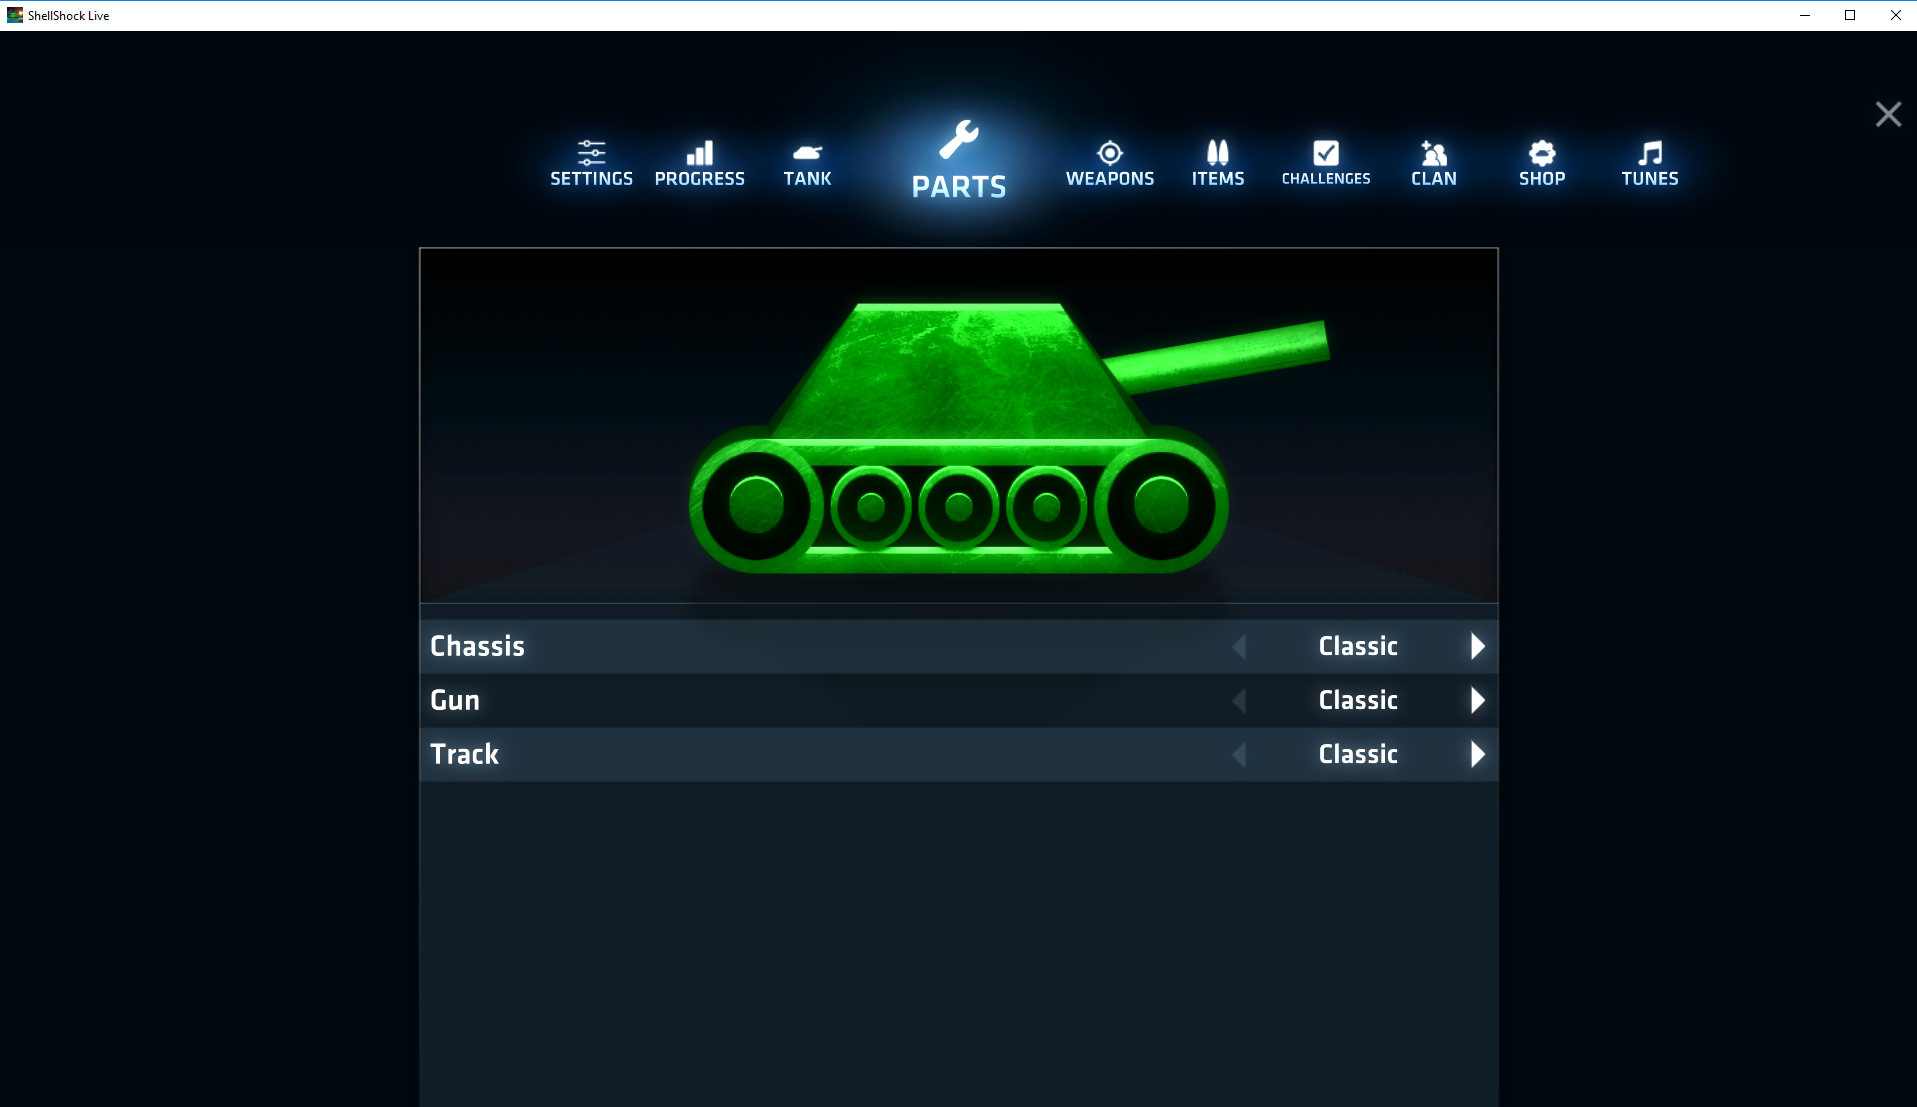 ShellShock Live
SETTINGS PROGRESS TANK PARTS WEAPONS ITEMS CHALLENGES CLAN SHOP TUNES
Chassis Classic
Gun Classic
Track Classic